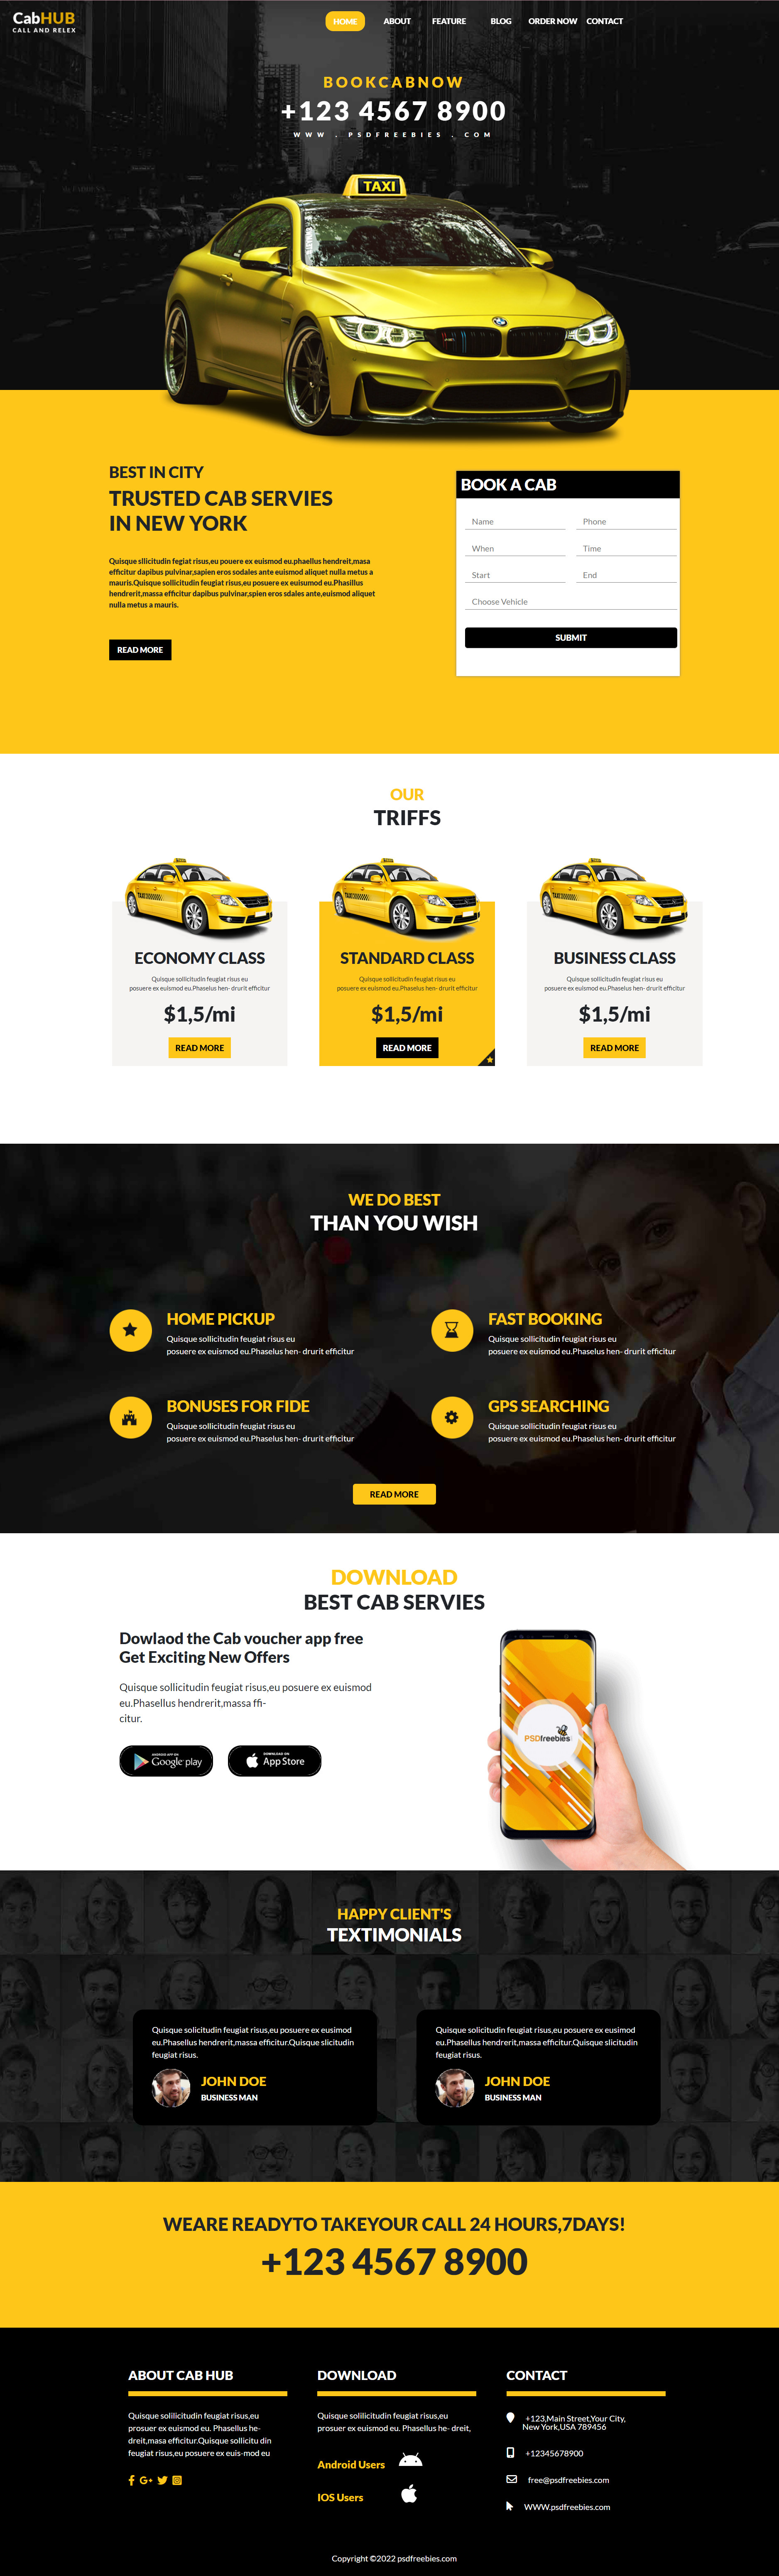 CabHUB
CALL AND RELEX
HOME ABOUT FEATURE BLOG ORDER NOW CONTACT
BOOKCABNOW
+123 4567 8900
WWW.PSDFREEBIES.COM
TAXI
BEST IN CITY
TRUSTED CAB SERVIES
IN NEW YORK
Quisque sllicitudin fegiat risus,eu pouere ex euismod eu.phaellus hendreit,masa
efficitur dapibus pulvinar,sapien eros sodales ante euismod aliquet nulla metus a
mauris.Quisque sollicitudin feugiat risus,eu posuere ex euisumod eu.Phasillus
hendrerit,massa efficitur dapibus pulvinar,spien eros sdales ante,euismod aliquet
nulla metus a mauris.
READ MORE
BOOK A CAB
Name Phone
When Time
Start End
Choose Vehicle
SUBMIT
OUR
TRIFFS
ECONOMY CLASS
Quisque sollicitudin feugiat risus eu
posuere ex euismod eu.Phaselus hen- drurit efficitur
$1,5/mi
READ MORE
STANDARD CLASS
Quisque sollicitudin feugiat risus eu
posuere ex euismod eu.Phaselus hen- drurit efficitur
$1,5/mi
READ MORE
BUSINESS CLASS
Quisque sollicitudin feugiat risus eu
posuere ex euismod eu.Phaselus hen- drurit efficitur
$1,5/mi
READ MORE
WE DO BEST
THAN YOU WISH
HOME PICKUP
Quisque sollicitudin feugiat risus eu
posuere ex euismod eu.Phaselus hen- drurit efficitur
FAST BOOKING
Quisque sollicitudin feugiat risus eu
posuere ex euismod eu.Phaselus hen- drurit efficitur
BONUSES FOR FIDE
Quisque sollicitudin feugiat risus eu
posuere ex euismod eu.Phaselus hen- drurit efficitur
GPS SEARCHING
Quisque sollicitudin feugiat risus eu
posuere ex euismod eu.Phaselus hen- drurit efficitur
READ MORE
DOWNLOAD
BEST CAB SERVIES
Dowlaod the Cab voucher app free
Get Exciting New Offers
Quisque sollicitudin feugiat risus,eu posuere ex euismod
eu.Phasellus hendrerit,massa ffi-
citur.
ANDROID APP ON
Google play
DOWNLOAD ON
App Store
PSDfreebies
HAPPY CLIENT'S
TEXTIMONIALS
Quisque solicitudin feugiat risus,eu posuere ex eusimod
eu.Phasellus hendrerit,massa efficitur.Quisque slicitudin
feugiat risus.
JOHN DOE
BUSINESS MAN
Quisque solicitudin feugiat risus,eu posuere ex eusimod
eu.Phasellus hendrerit,massa efficitur.Quisque slicitudin
feugiat risus.
JOHN DOE
BUSINESS MAN
WEARE READYTO TAKEYOUR CALL 24 HOURS,7DAYS!
+123 4567 8900
ABOUT CAB HUB
Quisque solilicitudin feugiat risus,eu
prosuer ex euismod eu. Phasellus he-
dreit,masa efficitur.Quisque sollicitu din
feugiat risus,eu posuere ex euis-mod eu
DOWNLOAD
Quisque solilicitudin feugiat risus,eu
prosuer ex euismod eu. Phasellus he- dreit,
Android Users
IOS Users
CONTACT
+123,Main Street,Your City,
New York,USA 789456
+12345678900
free@psdfreebies.com
WWW.psdfreebies.com
Copyright ©2022 psdfreebies.com